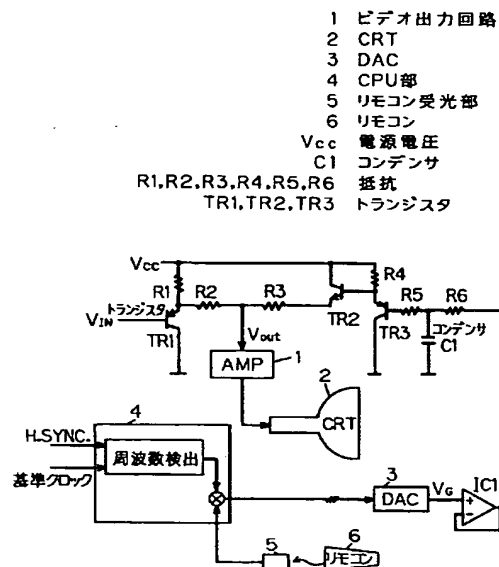 1 ビデオ出力回路
2 CRT
3 DAC
4 CPU部
5 リモコン受光部
6 リモコン
Vcc 電源電圧
C1 コンデンサ
R1,R2,R3,R4,R5,R6 抵抗
TR1,TR2,TR3 トランジスタ
Vcc
R1
R2
R3
R4
R5
R6
トランジスタ
VIN
TR1
Vout
TR2
TR3
コンデンサ
C1
AMP
1
2
CRT
4
H.SYNC.
周波数検出
基準クロック
3
DAC
VG
IC1
+
-
5
6
リモコン